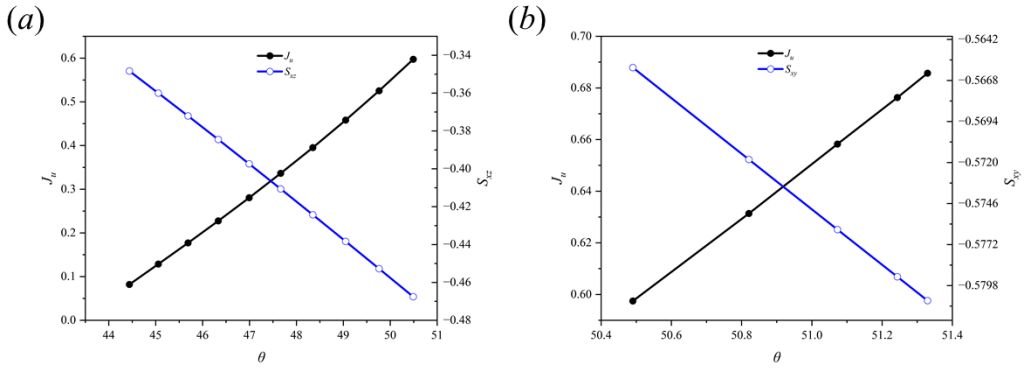 (a)
J_u
S_xz
0.6
0.5
0.4
0.3
0.2
0.1
0.0
J_u
−0.34
−0.36
−0.38
−0.40
−0.42
−0.44
−0.46
−0.48
S_xz
44 45 46 47 48 49 50 51
θ
(b)
J_u
S_xy
0.70
0.68
0.66
0.64
0.62
0.60
J_u
−0.5642
−0.5668
−0.5694
−0.5720
−0.5746
−0.5772
−0.5798
S_xy
50.4 50.6 50.8 51.0 51.2 51.4
θ